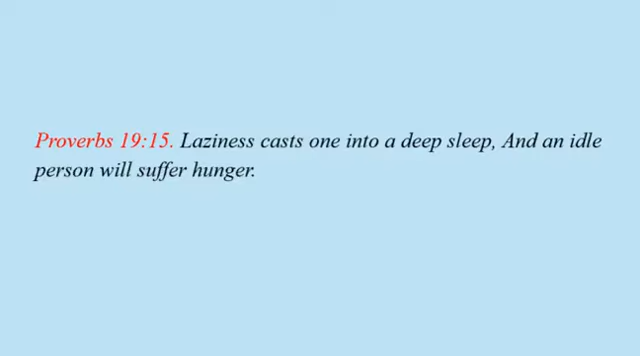 Proverbs 19:15. Laziness casts one into a deep sleep, And an idle
person will suffer hunger.